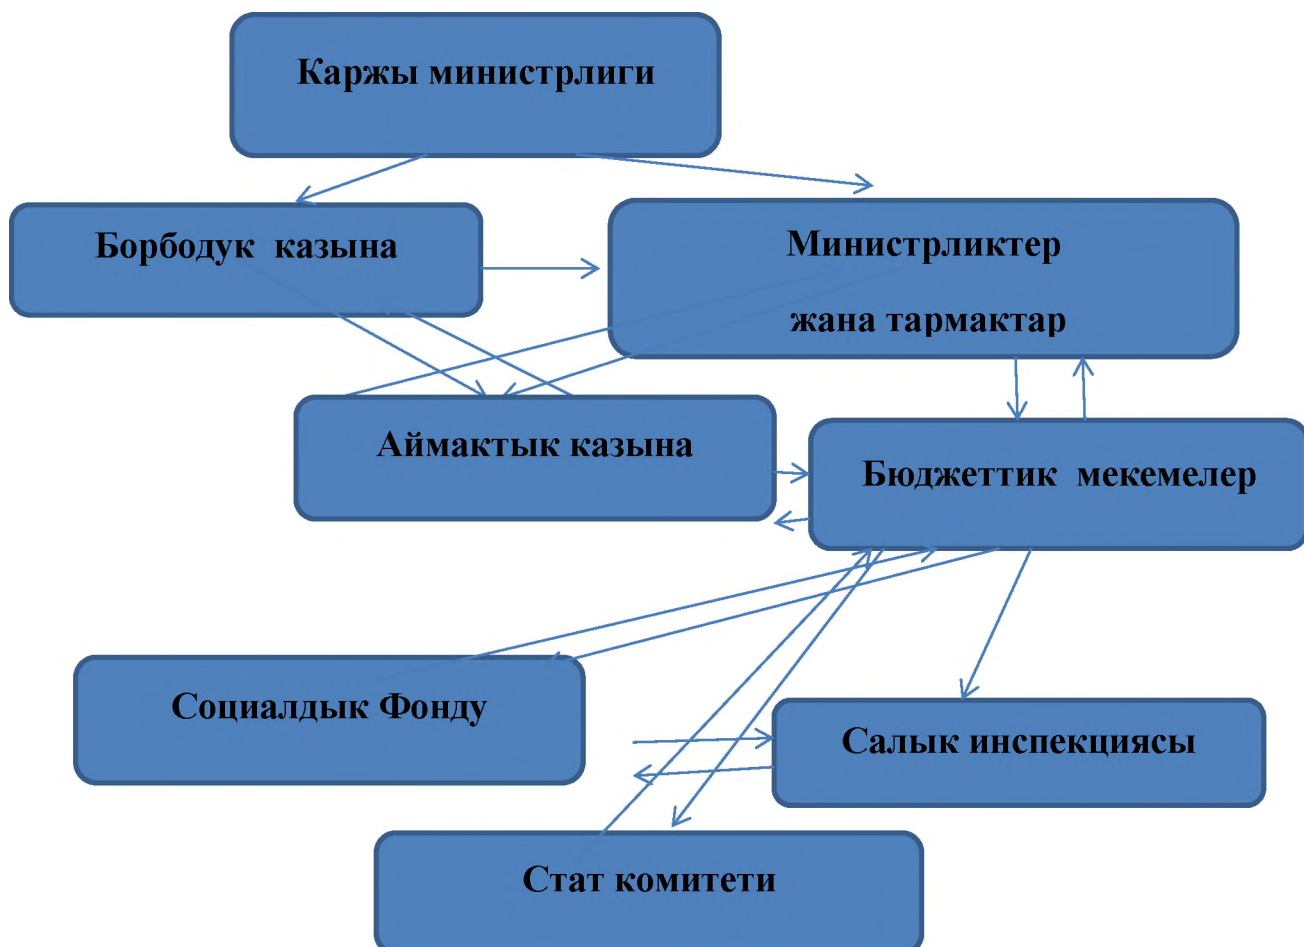 Каржы министрлиги
Борбодук казына
Министрликтер
жана тармактар
Аймактык казына
Бюджеттик мекемелер
Социалдык Фонду
Салык инспекциясы
Стат комитети